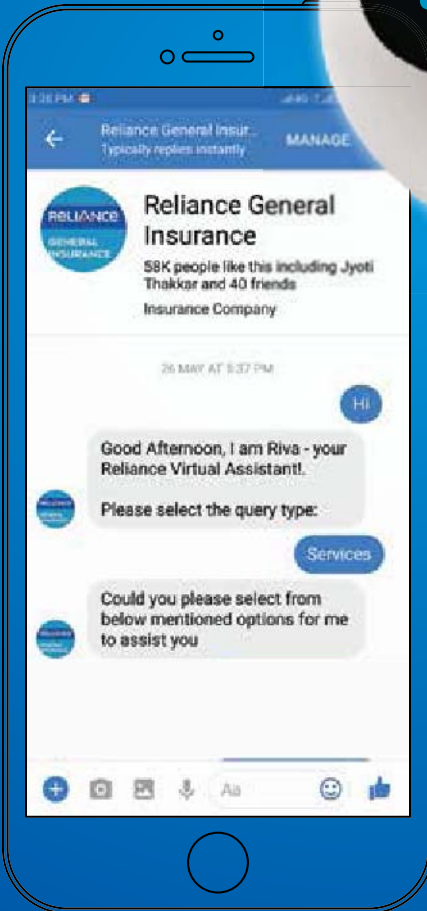 3:28 PM
Reliance General Insur..
Typically replies instantly
MANAGE
RELIANCE
GENERAL
INSURANCE
Reliance General
Insurance
58K people like this including Jyoti
Thakkar and 40 friends
Insurance Company
26 MAY AT 5:37 PM
Hi
Good Afternoon, I am Riva - your
Reliance Virtual Assistant!.
Please select the query type:
Services
Could you please select from
below mentioned options for me
to assist you
Aa